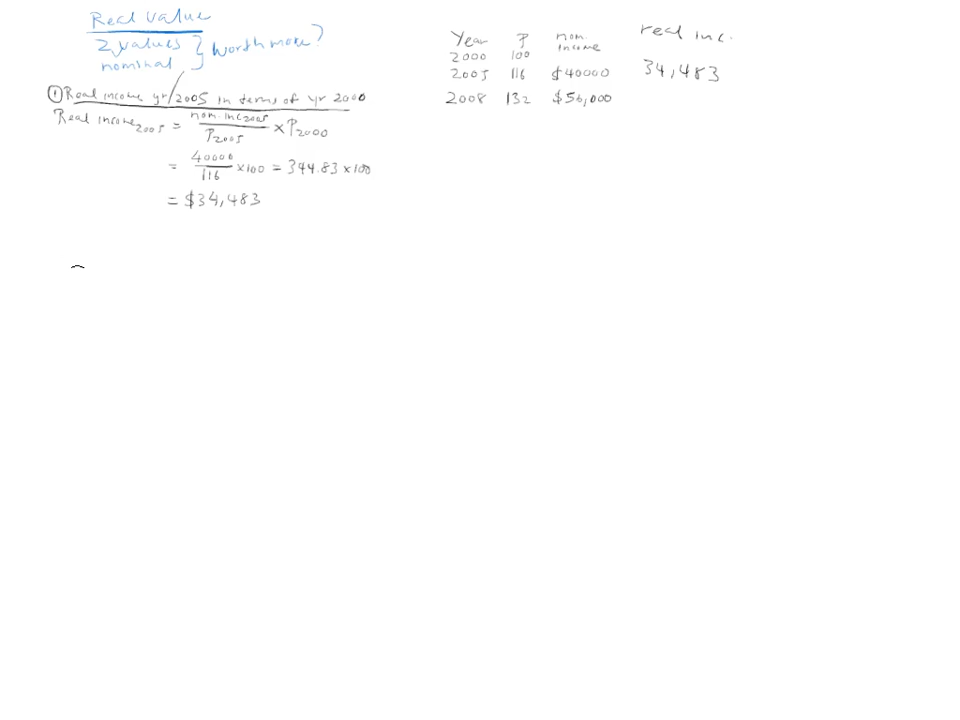 Real value
2 values } worth more?
nominal
① Real income yr/2005 in terms of yr 2000
Real income2005 = nom. inc2005 / P2005 × P2000
= 40000 / 116 × 100 = 344.83 × 100
= $34,483
Year P nom. income real inc.
2000 100
2005 116 $40000 34,483
2008 132 $50,000